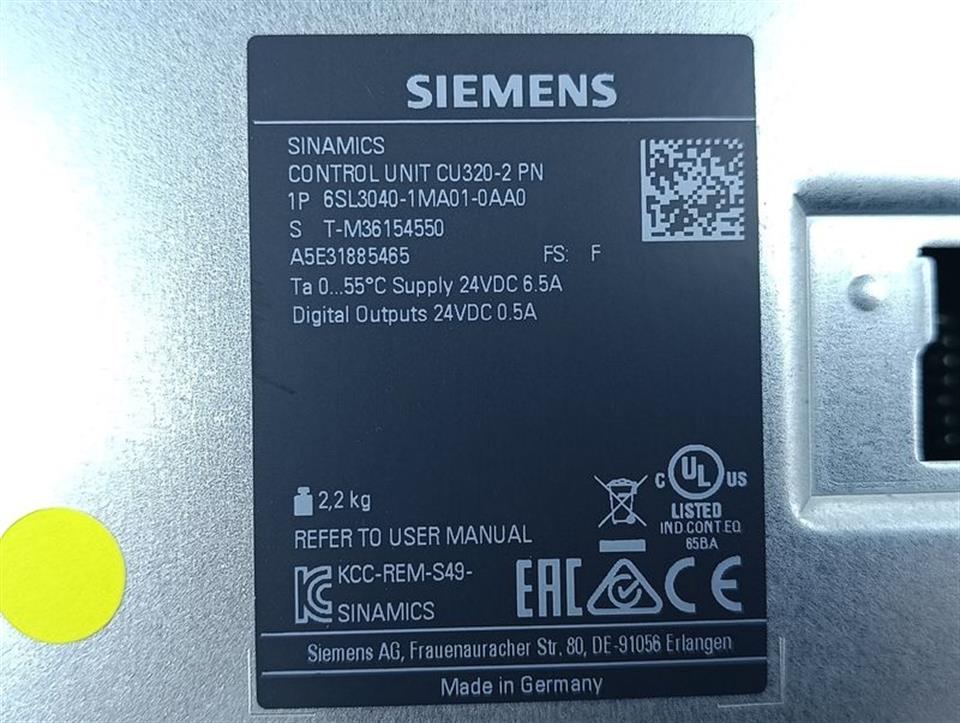 SIEMENS
SINAMICS
CONTROL UNIT CU320-2 PN
1P 6SL3040-1MA01-0AA0
S T-M36154550
A5E31885465 FS: F
Ta 0...55°C Supply 24VDC 6.5A
Digital Outputs 24VDC 0.5A
2,2 kg
C UL US
LISTED
IND.CONT.EQ.
65BA
REFER TO USER MANUAL
KCC-REM-S49-
SINAMICS
EAC CE
Siemens AG, Frauenauracher Str. 80, DE-91056 Erlangen
Made in Germany